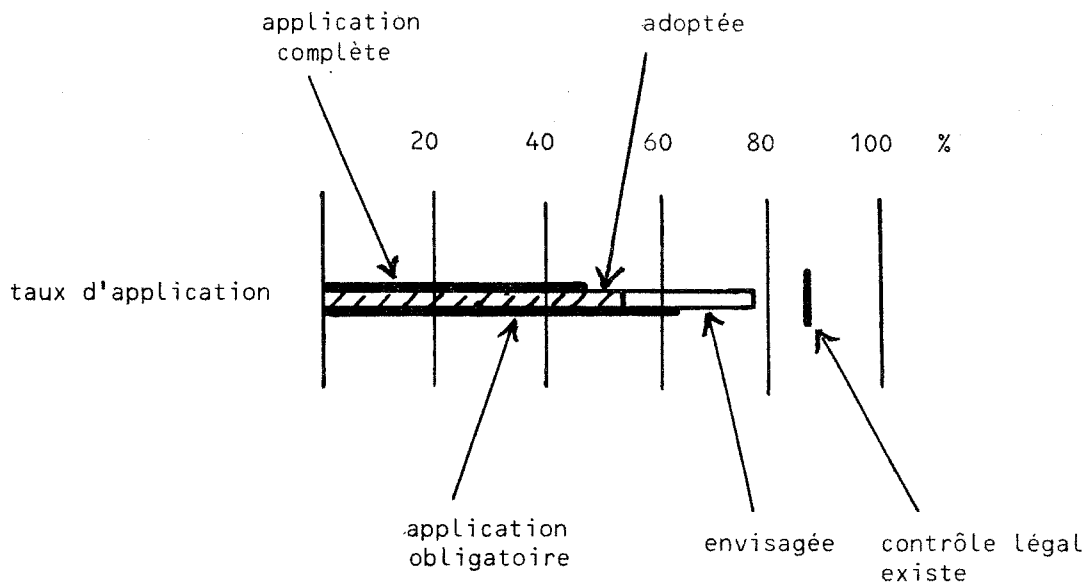 application
complète
adoptée
20 40 60 80 100 %
taux d'application
application
obligatoire
envisagée
contrôle légal
existe